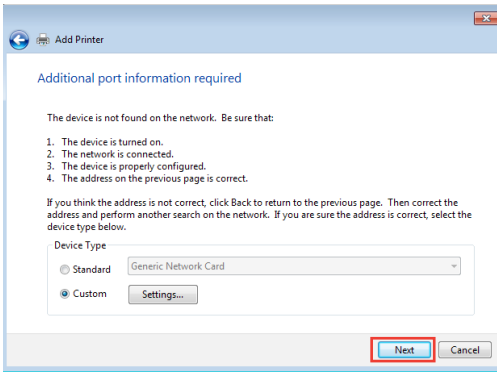 Add Printer
Additional port information required
The device is not found on the network. Be sure that:
1. The device is turned on.
2. The network is connected.
3. The device is properly configured.
4. The address on the previous page is correct.
If you think the address is not correct, click Back to return to the previous page. Then correct the
address and perform another search on the network. If you are sure the address is correct, select the
device type below.
Device Type
Standard Generic Network Card
Custom Settings...
Next Cancel